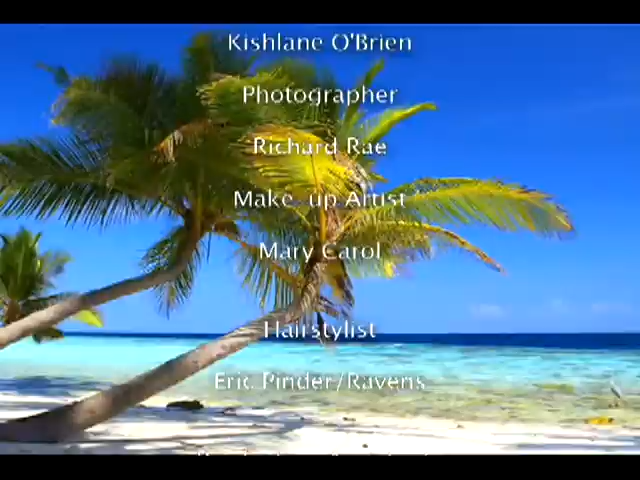 Kishlane O'Brien
Photographer
Richard Rae
Make-up Artist
Mary Carol
Hairstylist
Eric Pinder/Ravens